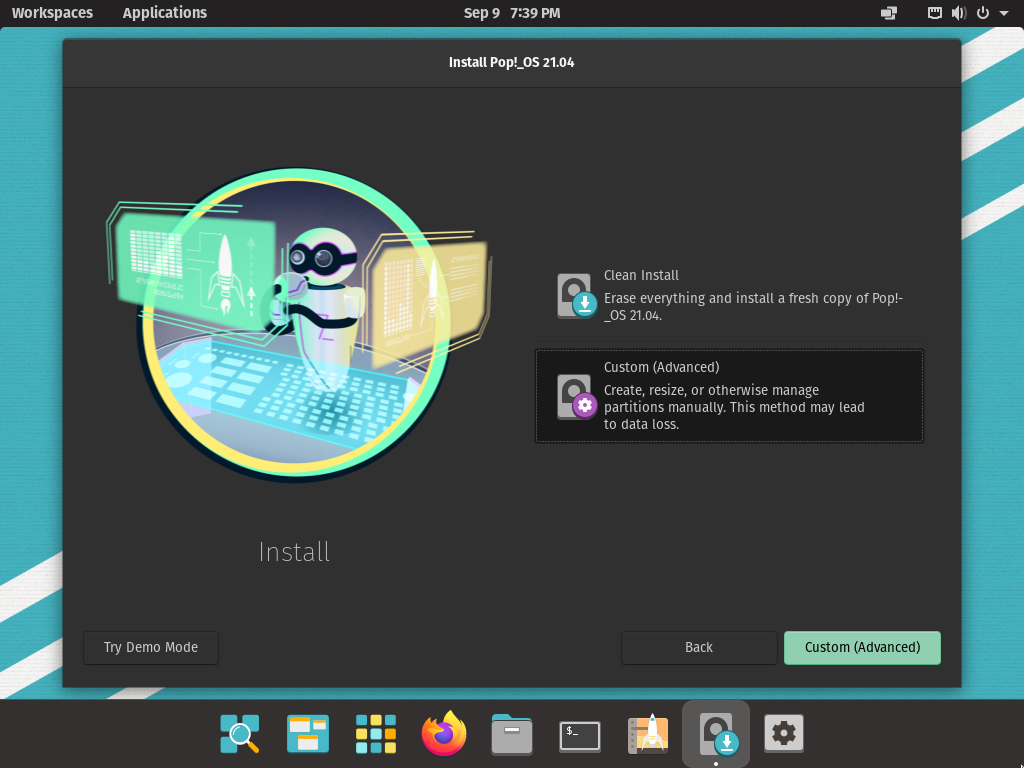 Workspaces
Applications
Sep 9 7:39 PM
Install Pop!_OS 21.04
Clean Install
Erase everything and install a fresh copy of Pop!-
_OS 21.04.
Custom (Advanced)
Create, resize, or otherwise manage
partitions manually. This method may lead
to data loss.
Install
Try Demo Mode
Back
Custom (Advanced)
$_